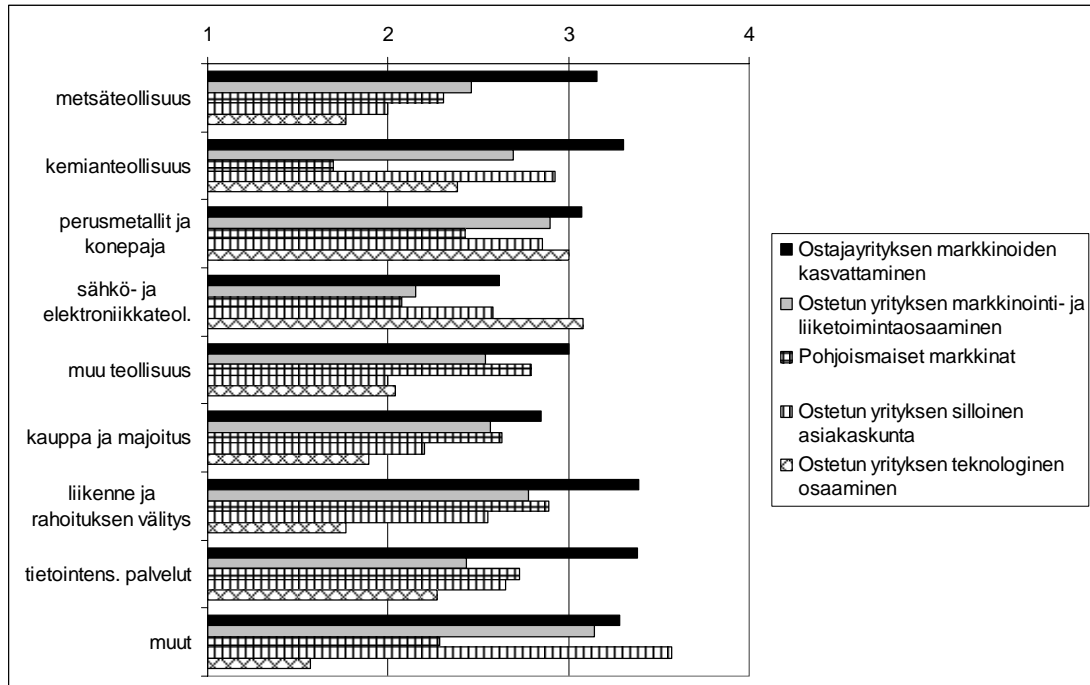 1 2 3 4
metsäteollisuus
kemianteollisuus
perusmetallit ja
konepaja
sähkö- ja
elektroniikkateol.
muu teollisuus
kauppa ja majoitus
liikenne ja
rahoituksen välitys
tietointens. palvelut
muut
Ostajayrityksen markkinoiden
kasvattaminen
Ostetun yrityksen markkinointi- ja
liiketoimintaosaaminen
Pohjoismaiset markkinat
Ostetun yrityksen silloinen
asiakaskunta
Ostetun yrityksen teknologinen
osaaminen